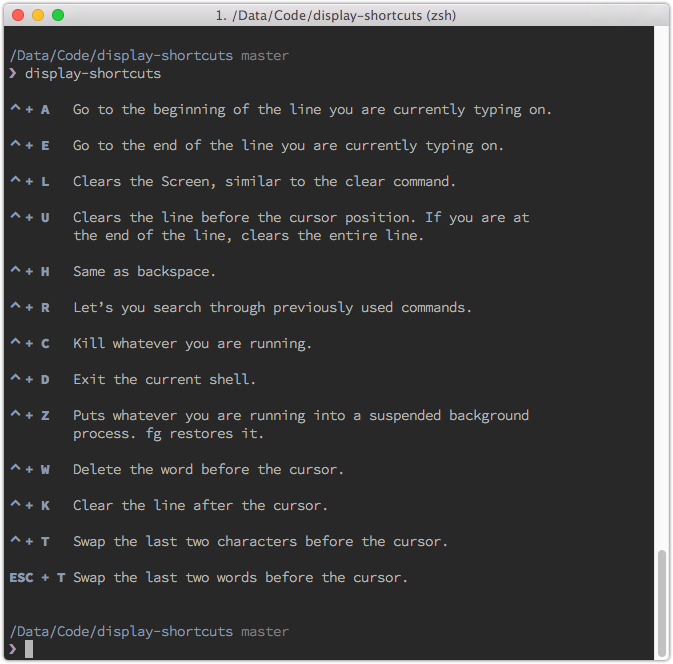 1. /Data/Code/display-shortcuts (zsh)
/Data/Code/display-shortcuts master
❯ display-shortcuts
^ + A Go to the beginning of the line you are currently typing on.
^ + E Go to the end of the line you are currently typing on.
^ + L Clears the Screen, similar to the clear command.
^ + U Clears the line before the cursor position. If you are at
the end of the line, clears the entire line.
^ + H Same as backspace.
^ + R Let’s you search through previously used commands.
^ + C Kill whatever you are running.
^ + D Exit the current shell.
^ + Z Puts whatever you are running into a suspended background
process. fg restores it.
^ + W Delete the word before the cursor.
^ + K Clear the line after the cursor.
^ + T Swap the last two characters before the cursor.
ESC + T Swap the last two words before the cursor.
/Data/Code/display-shortcuts master
❯